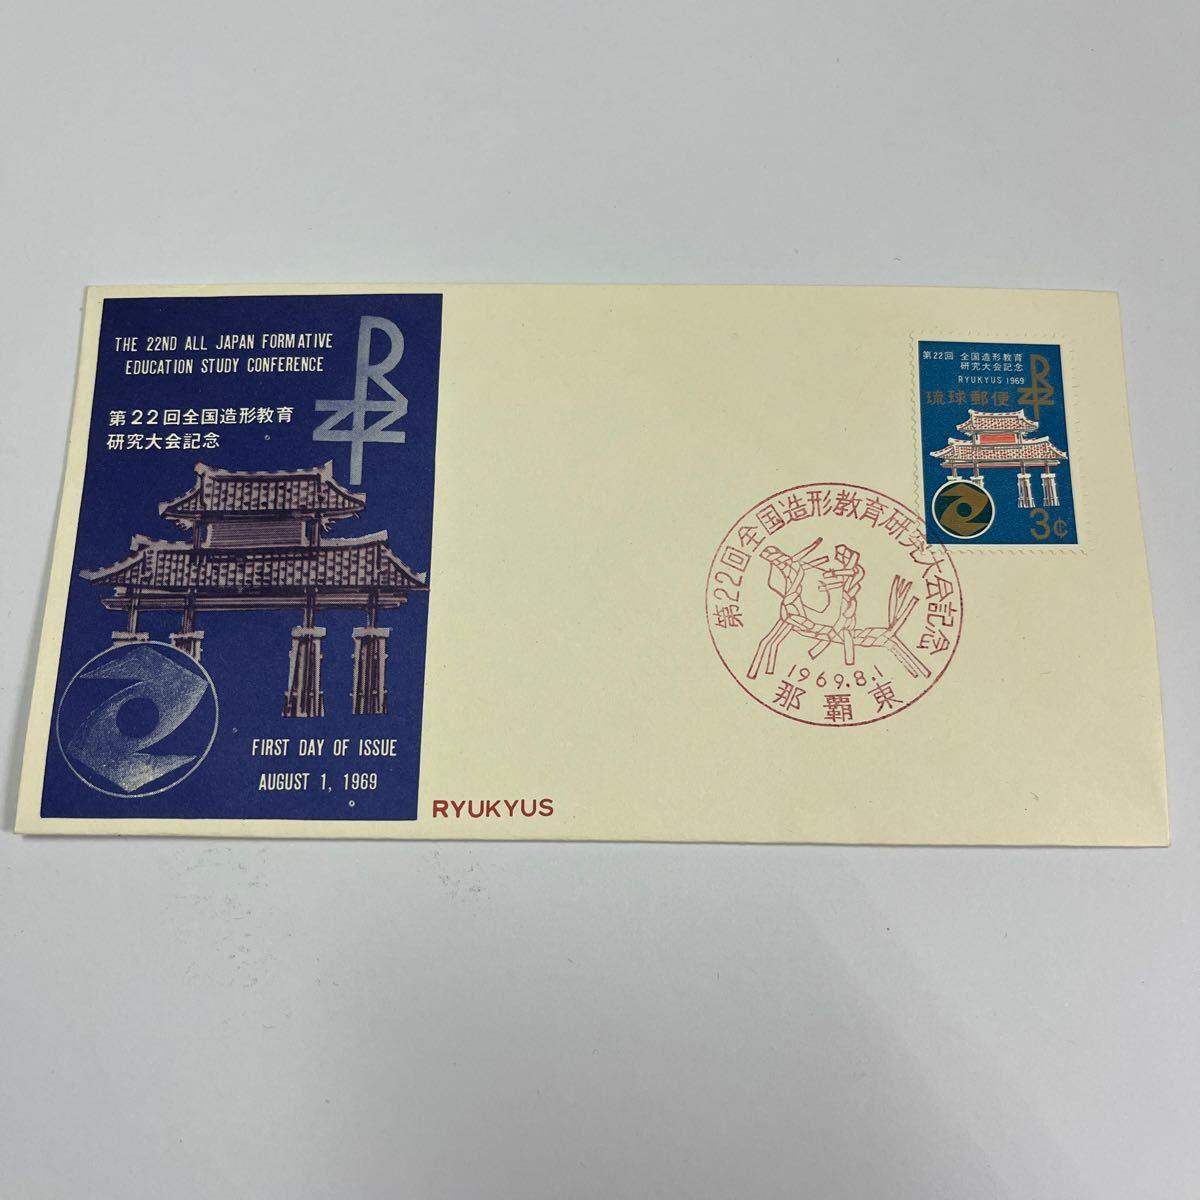 THE 22ND ALL JAPAN FORMATIVE
EDUCATION STUDY CONFERENCE
第22回全国造形教育
研究大会記念
FIRST DAY OF ISSUE
AUGUST 1, 1969
RYUKYUS
第22回 全国造形教育
研究大会記念
RYUKYUS 1969
琉球郵便
3¢
第22回全国造形教育研究大会記念
1969.8.1
那覇東